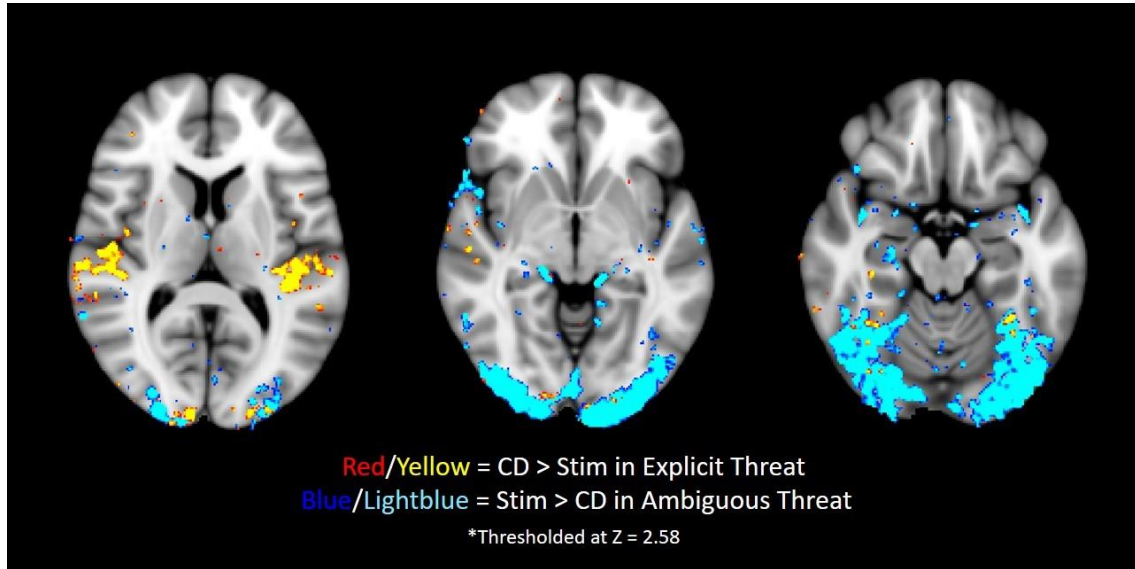 Red/Yellow = CD > Stim in Explicit Threat
Blue/Lightblue = Stim > CD in Ambiguous Threat
*Thresholded at Z = 2.58